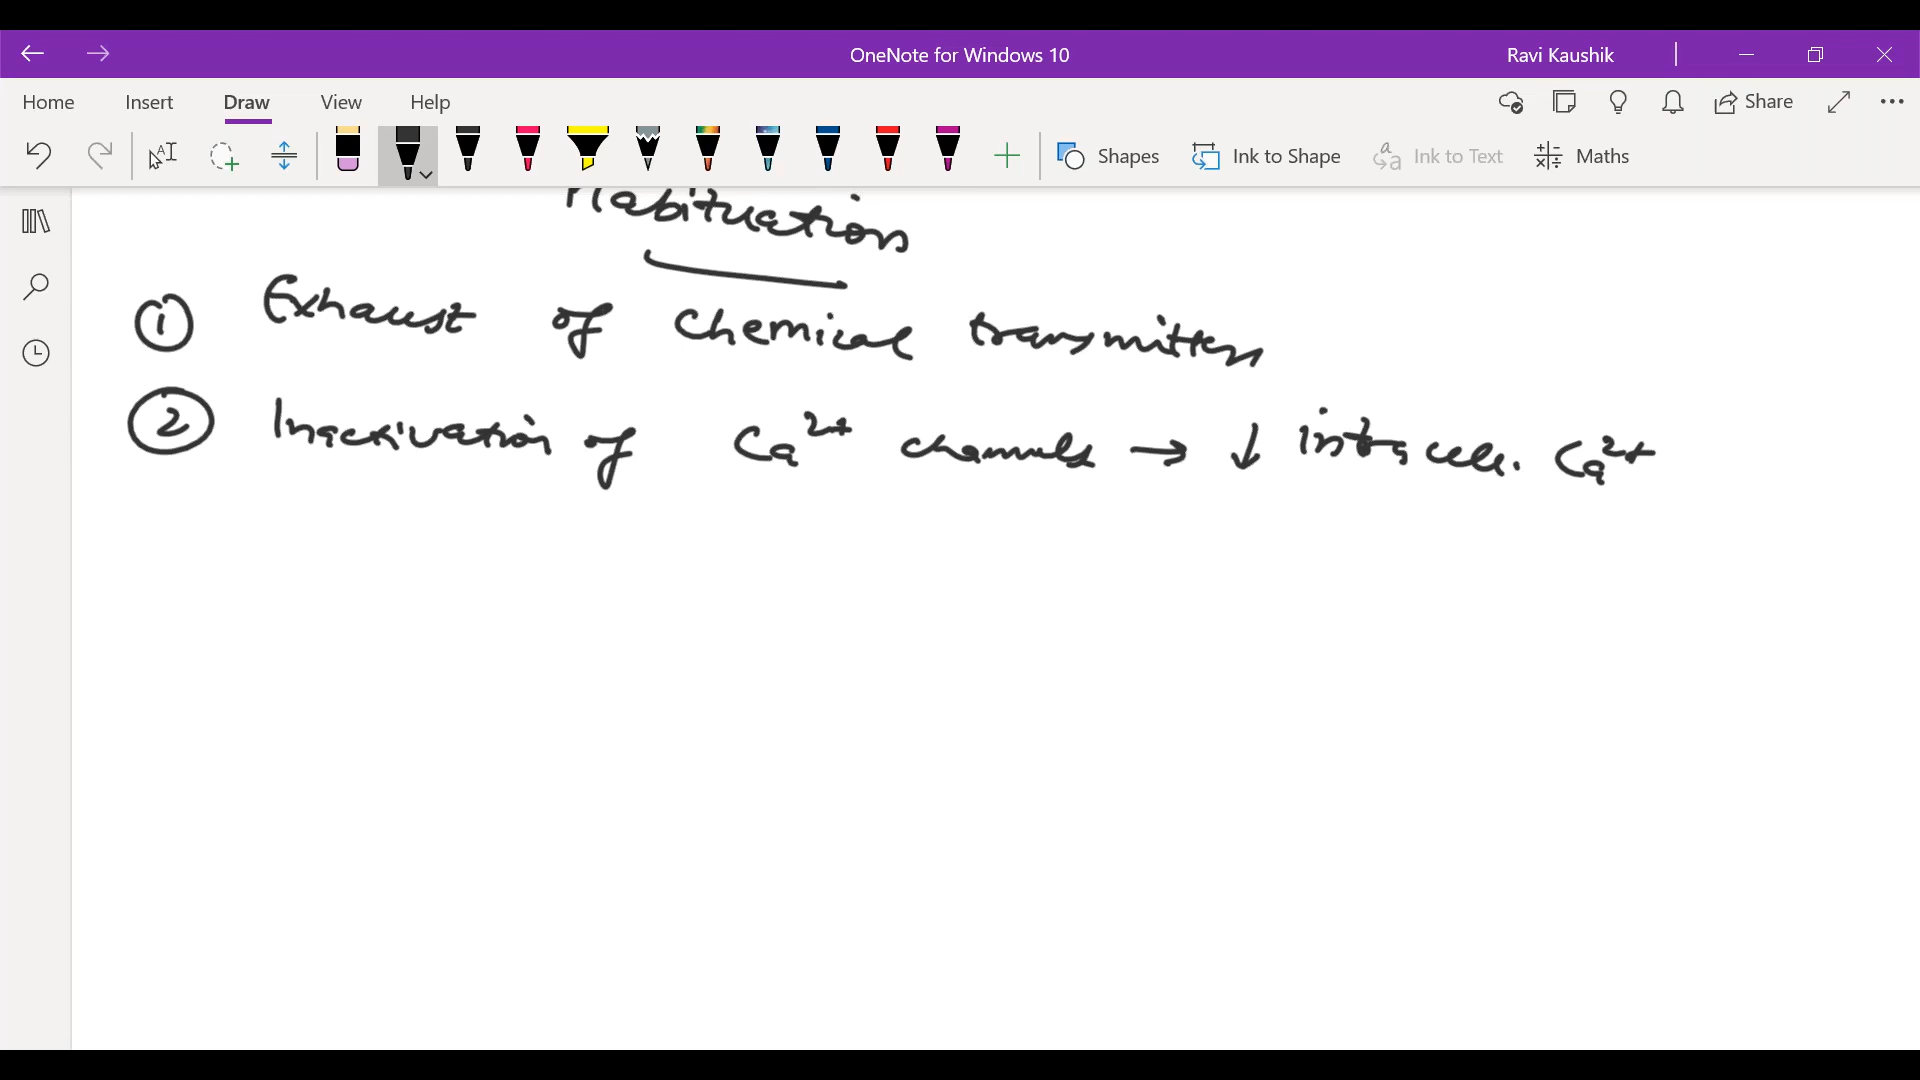 OneNote for Windows 10
Ravi Kaushik
Home Insert Draw View Help
Share
Shapes Ink to Shape Ink to Text Maths
Habituation
① Exhaust of Chemical transmitters
② Inactivation of Ca²⁺ channels → ↓ intra cell. Ca²⁺